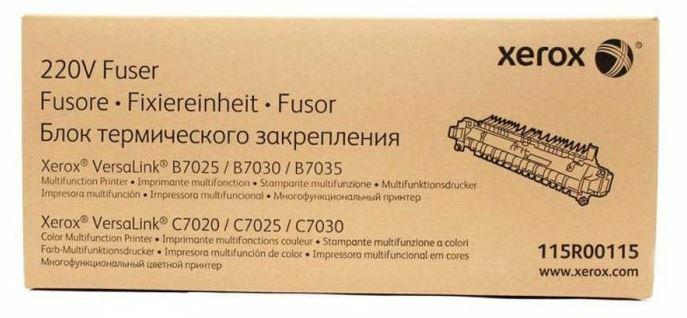 xerox
220V Fuser
Fusore • Fixiereinheit • Fusor
Блок термического закрепления
Xerox® VersaLink® B7025 / B7030 / B7035
Multifunction Printer • Imprimante multifonction • Stampante multifunzione • Multifunktionsdrucker
Impresora multifunción • Impressora multifuncional • Многофункциональный принтер
Xerox® VersaLink® C7020 / C7025 / C7030
Color Multifunction Printer • Imprimante multifonctions couleur • Stampante multifunzione a colori
Farb-Multifunktionsdrucker • Impresora multifunción de color • Impressora multifuncional em cores
Многофункциональный цветной принтер
115R00115
www.xerox.com